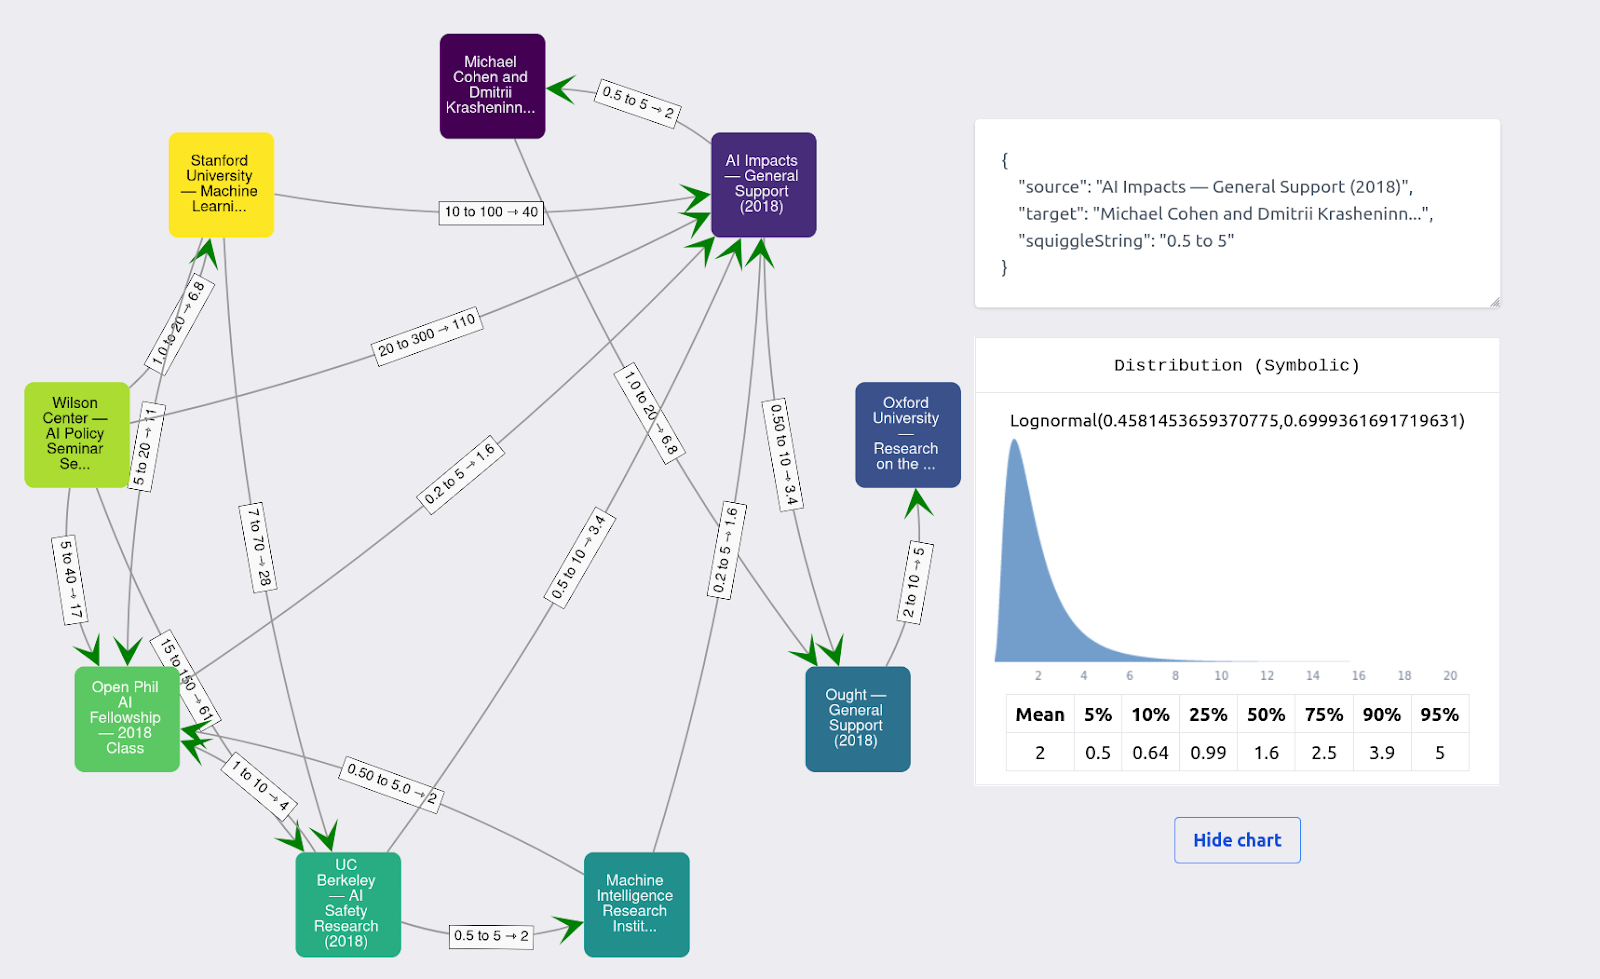 Michael
Cohen and
Dmitrii
Krasheninn...
0.5 to 5 → 2
Stanford
University
— Machine
Learni...
AI Impacts
— General
Support
(2018)
10 to 100 → 40
1.0 to 20 → 6.8
20 to 300 → 110
Wilson
Center —
AI Policy
Seminar
Se...
5 to 20 → 11
0.2 to 5 → 1.6
1.0 to 20 → 6.8
0.50 to 10 → 3.4
Oxford
University
—
Research
on the ...
7 to 70 → 28
0.5 to 10 → 3.4
0.2 to 5 → 1.6
5 to 40 → 17
2 to 10 → 5
15 to 150 → 61
Open Phil
AI
Fellowship
— 2018
Class
Ought —
General
Support
(2018)
1 to 10 → 4
0.50 to 5.0 → 2
UC
Berkeley
— AI
Safety
Research
(2018)
0.5 to 5 → 2
Machine
Intelligence
Research
Instit...
{
"source": "AI Impacts — General Support (2018)",
"target": "Michael Cohen and Dmitrii Krasheninn...",
"squiggleString": "0.5 to 5"
}
Distribution (Symbolic)
Lognormal(0.4581453659370775,0.6999361691719631)
2 4 6 8 10 12 14 16 18 20
Mean 5% 10% 25% 50% 75% 90% 95%
2 0.5 0.64 0.99 1.6 2.5 3.9 5
Hide chart